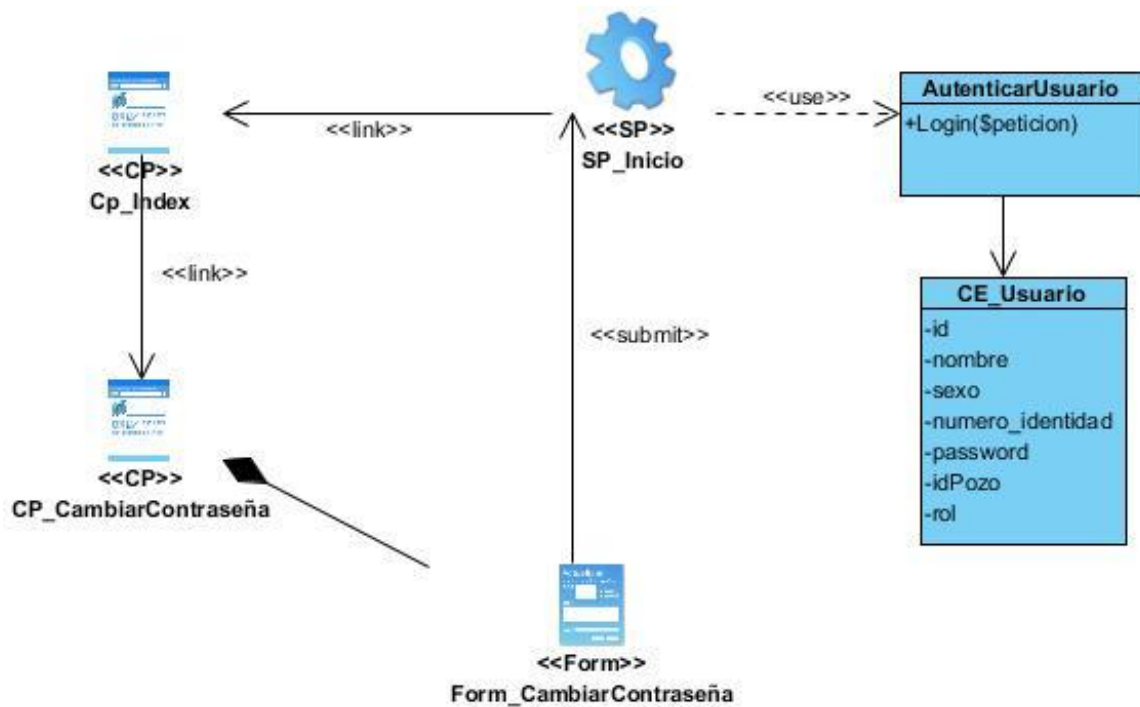 <<use>>
AutenticarUsuario
+Login($peticion)
<<link>>
<<SP>>
SP_Inicio
<<CP>>
Cp_Index
<<link>>
CE_Usuario
-id
-nombre
-sexo
-numero_identidad
-password
-idPozo
-rol
<<submit>>
<<CP>>
CP_CambiarContraseña
<<Form>>
Form_CambiarContraseña